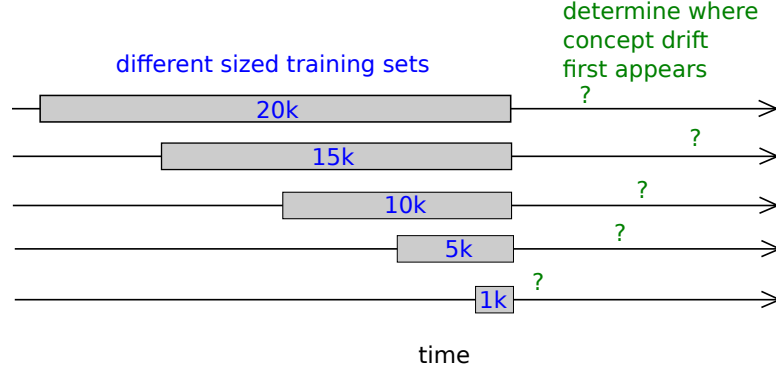 determine where
concept drift
first appears
different sized training sets
?
20k
?
15k
?
10k
?
5k
?
1k
time